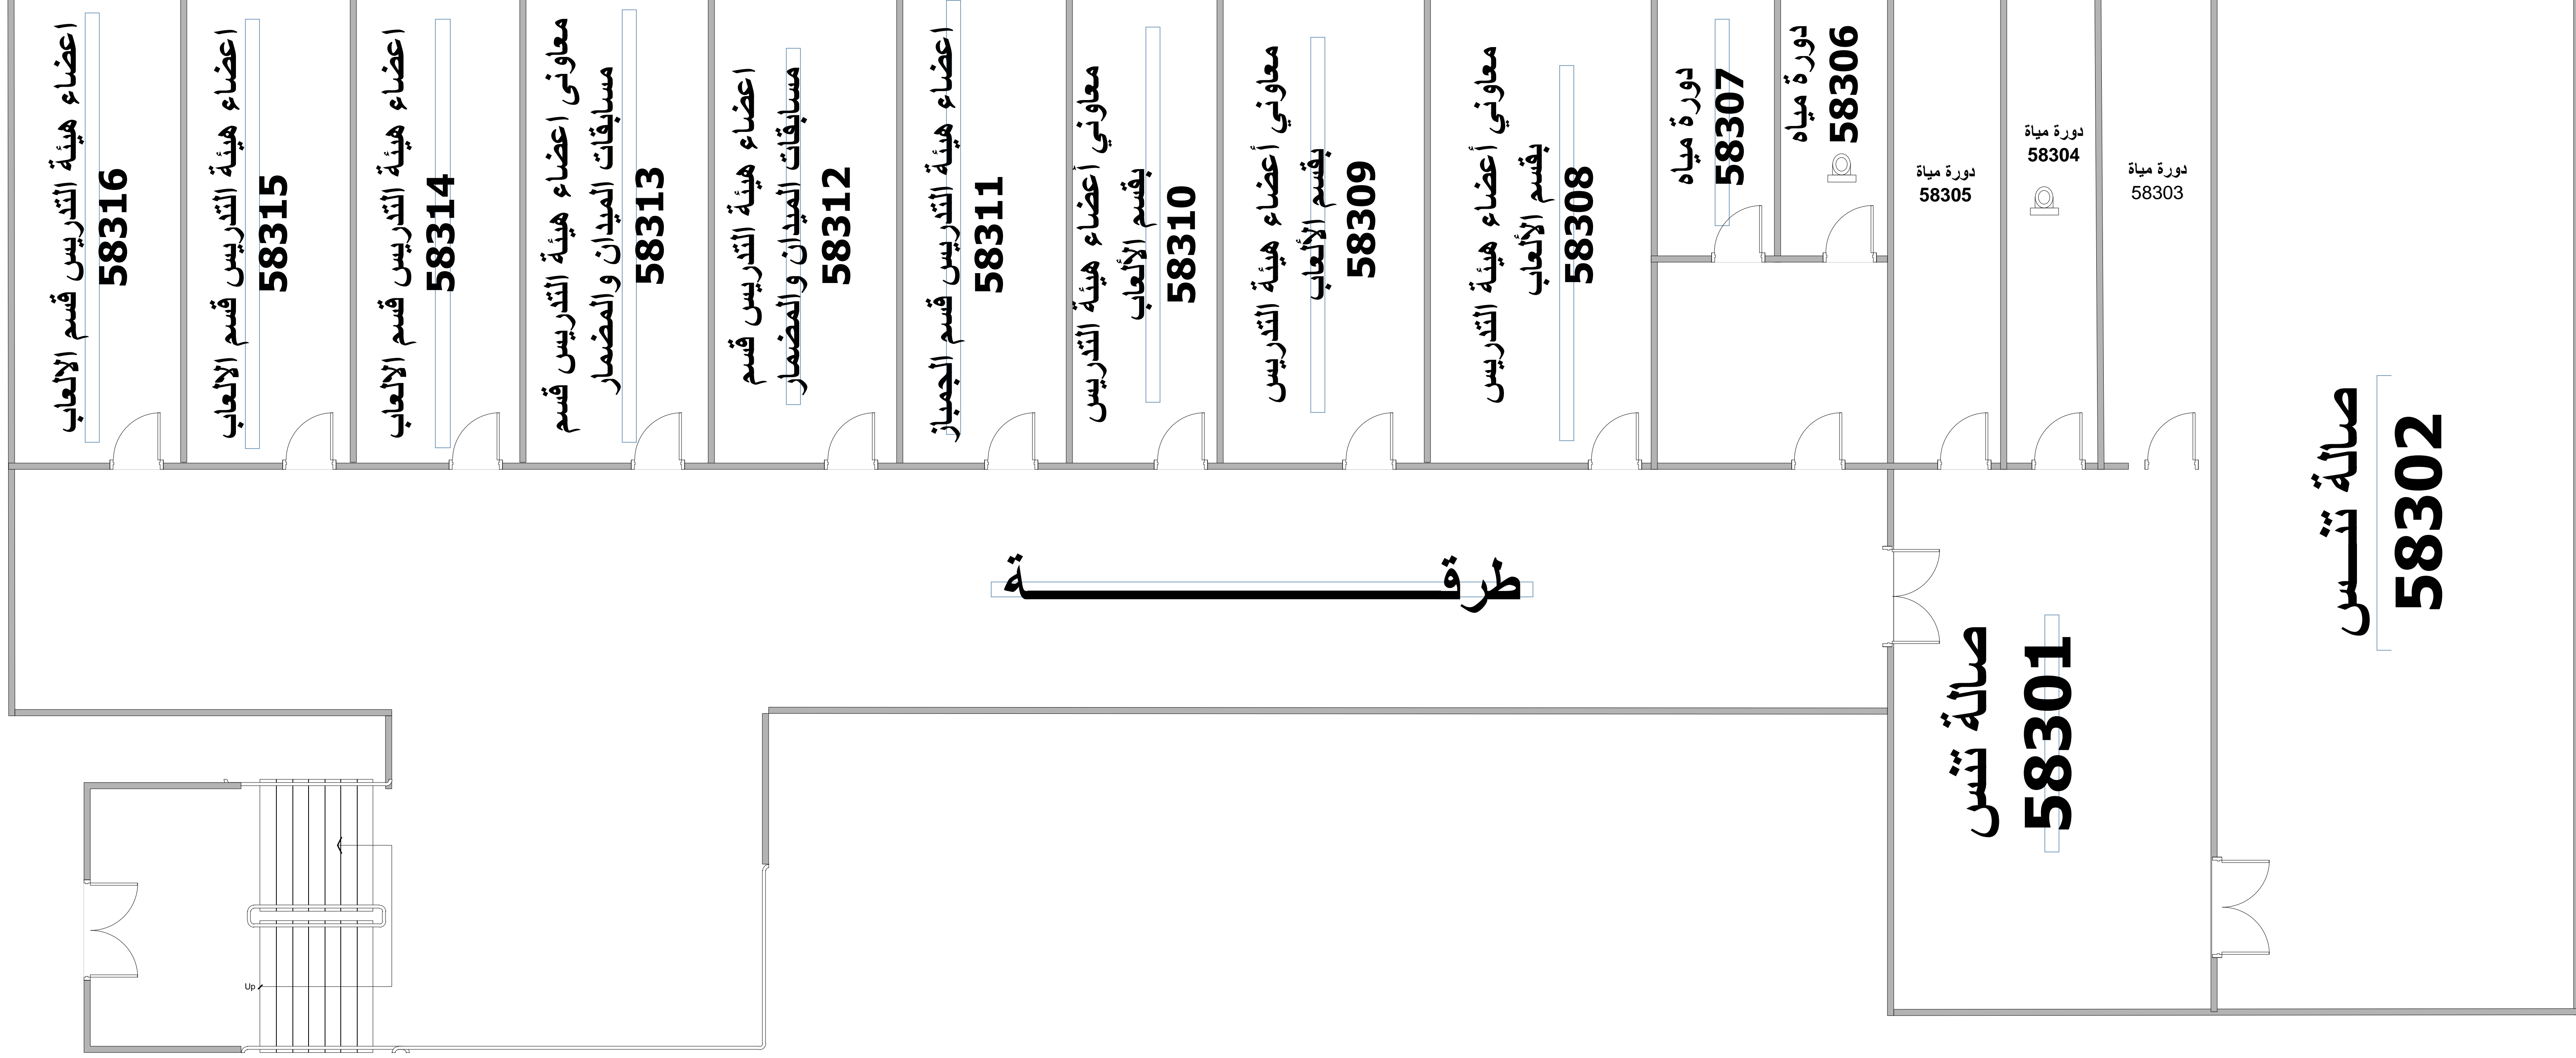 اعضاء هيئة التدريس قسم الالعاب
58316
اعضاء هيئة التدريس قسم الالعاب
58315
اعضاء هيئة التدريس قسم الالعاب
58314
معاونى اعضاء هيئة التدريس قسم
مسابقات الميدان والمضمار
58313
اعضاء هيئة التدريس قسم
مسابقات الميدان والمضمار
58312
اعضاء هيئة التدريس قسم الجمباز
58311
معاوني أعضاء هيئة التدريس
بقسم الألعاب
58310
معاوني أعضاء هيئة التدريس
بقسم الألعاب
58309
معاوني أعضاء هيئة التدريس
بقسم الألعاب
58308
دورة مياه
58307
دورة مياه
58306
دورة مياة
58305
دورة مياة
58304
دورة مياة
58303
صالة تنـــس
58302
طرقـــــــــــــــــــــة
صالة تنس
58301
Up